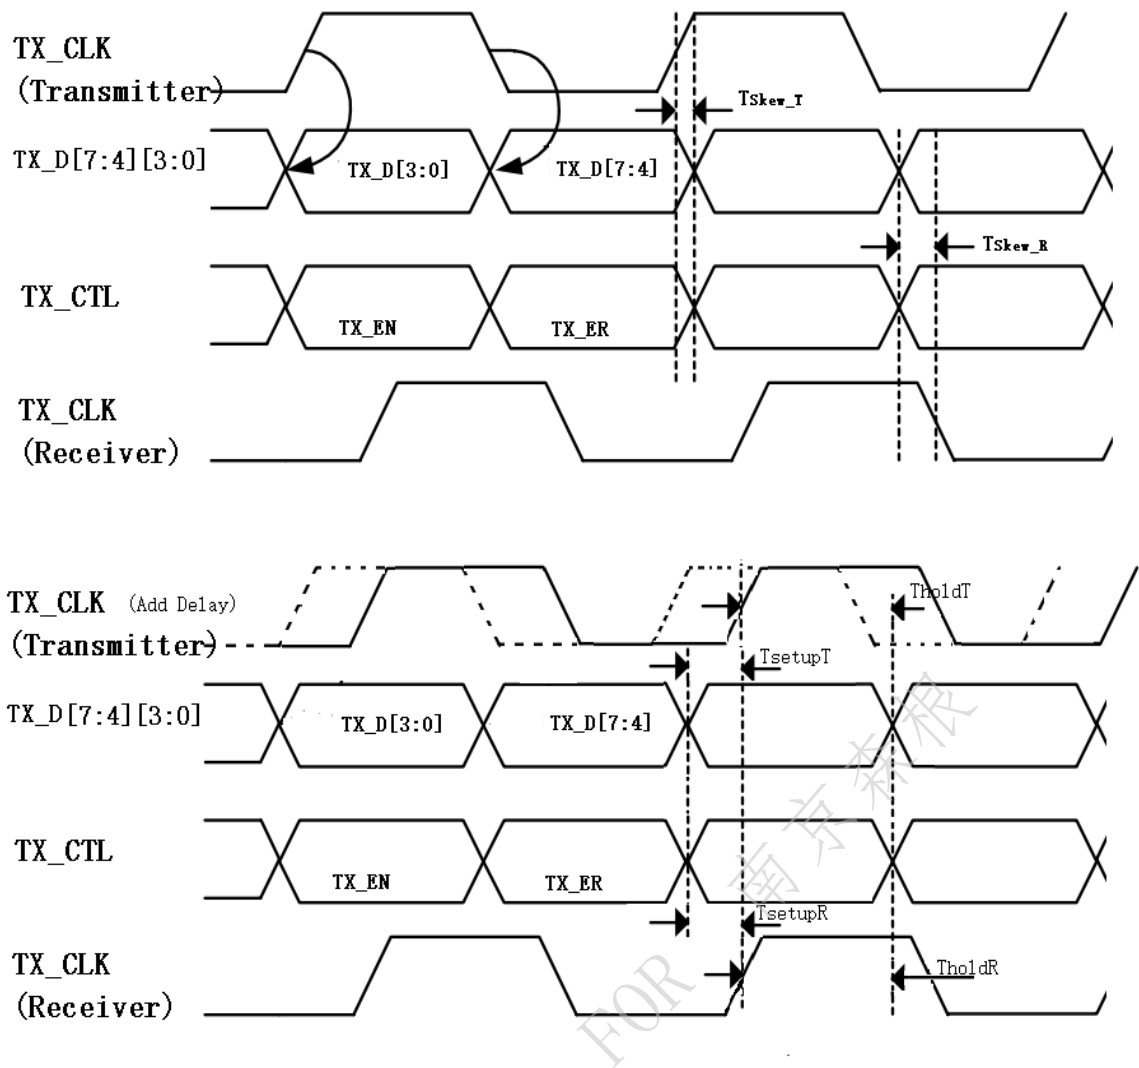 TX_CLK
(Transmitter)
Tskew_T
TX_D[7:4][3:0]
TX_D[3:0]
TX_D[7:4]
Tskew_R
TX_CTL
TX_EN
TX_ER
TX_CLK
(Receiver)
TX_CLK (Add Delay)
(Transmitter)
TholdT
TsetupT
TX_D[7:4][3:0]
TX_D[3:0]
TX_D[7:4]
TX_CTL
TX_EN
TX_ER
TsetupR
TX_CLK
(Receiver)
TholdR
FOR 南京森根